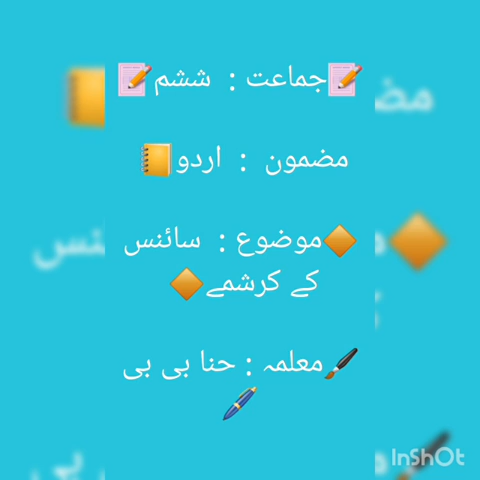 📝جماعت : ششم📝
مضمون : اردو📒
🔶موضوع : سائنس
کے کرشمے🔶
🖌️معلمہ : حنا بی بی
🖊️
InShOt